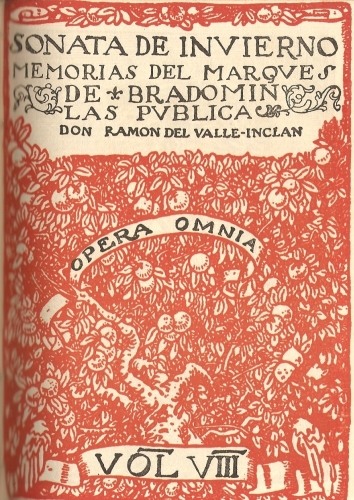 SONATA DE INVIERNO
MEMORIAS DEL MARQVES
DE BRADOMIN
LAS PVBLICA
DON RAMON DEL VALLE-INCLAN
OPERA OMNIA
VOL VIII